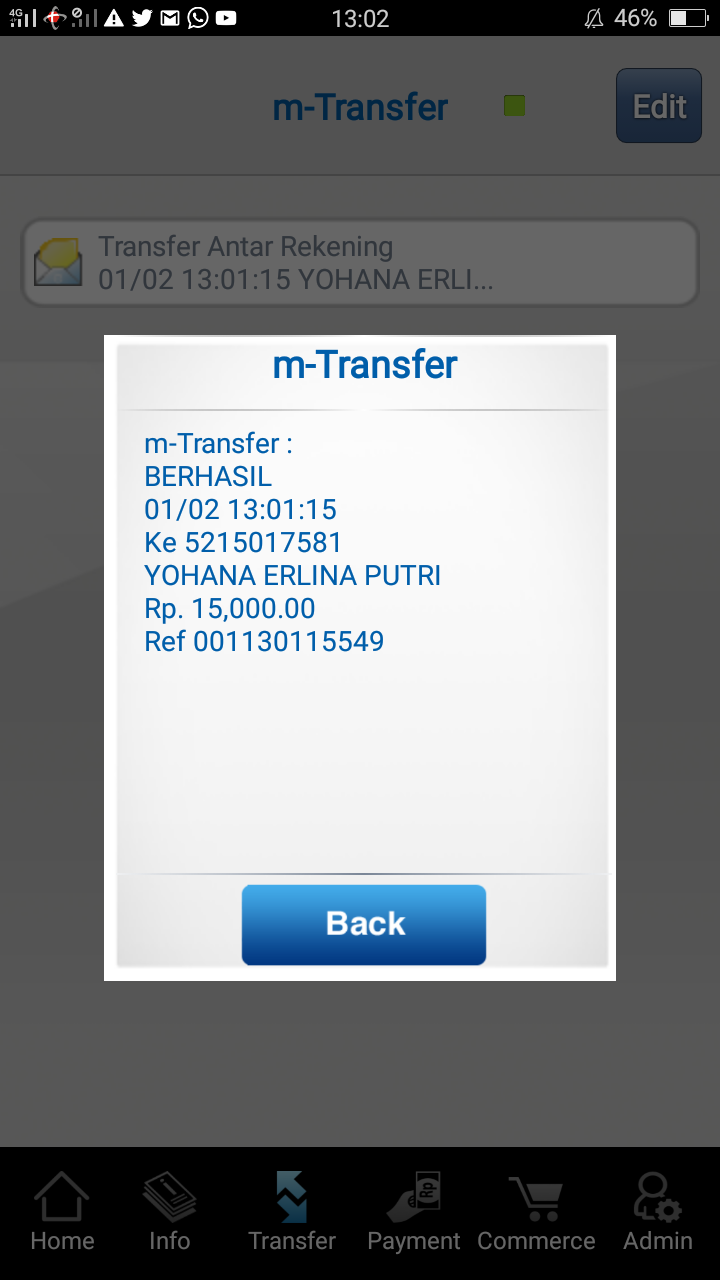 4G 13:02 46%
m-Transfer
Edit
Transfer Antar Rekening
01/02 13:01:15 YOHANA ERLI...
m-Transfer
m-Transfer :
BERHASIL
01/02 13:01:15
Ke 5215017581
YOHANA ERLINA PUTRI
Rp. 15,000.00
Ref 001130115549
Back
Rp
Home Info Transfer Payment Commerce Admin